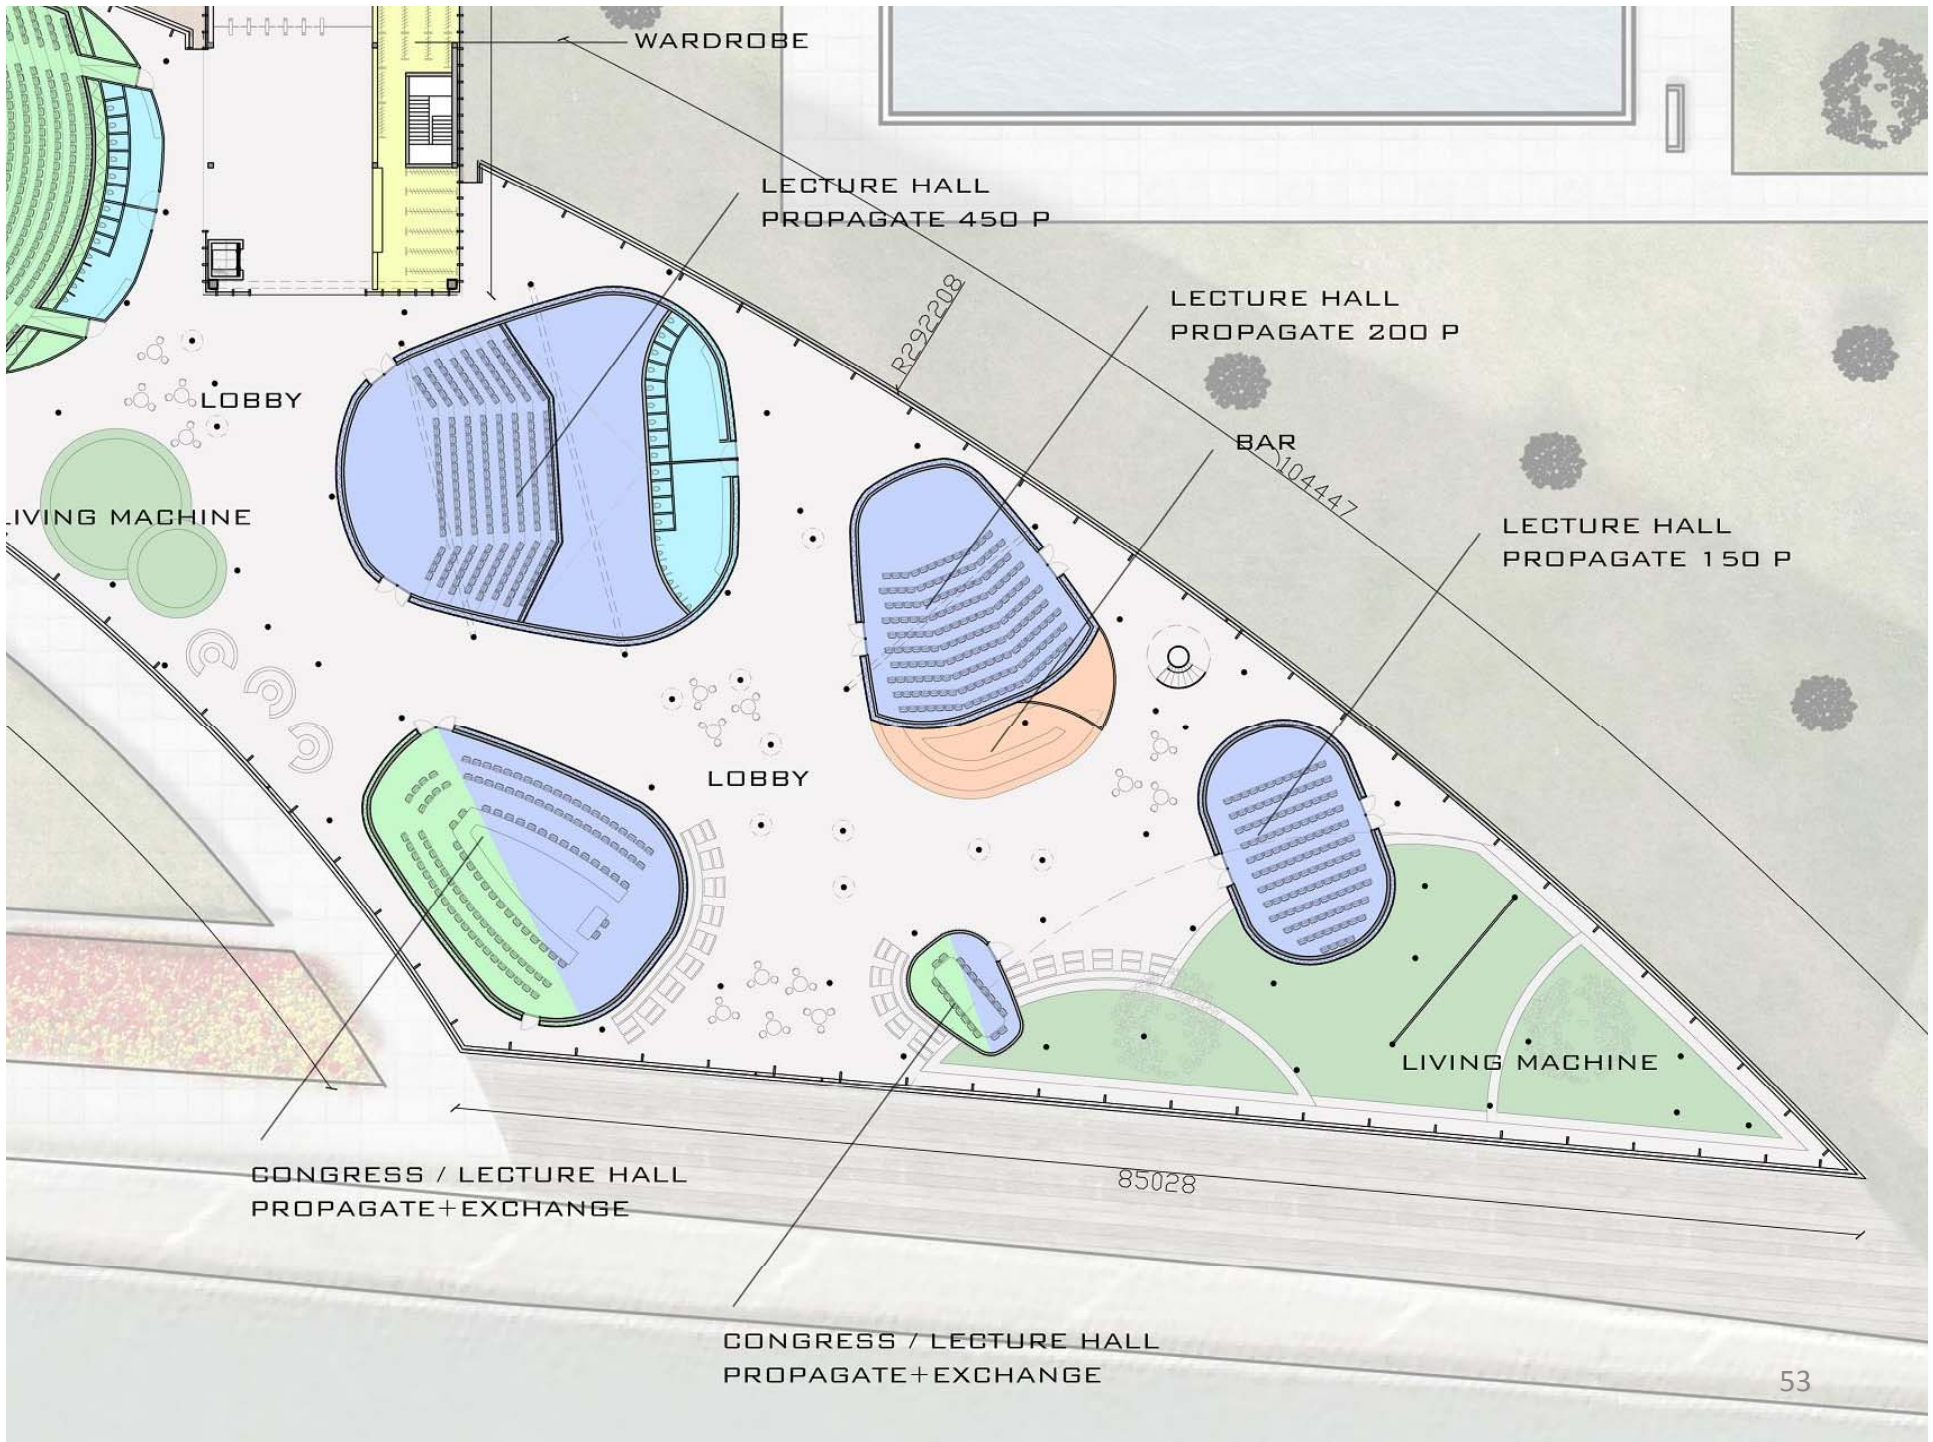 WARDROBE
LECTURE HALL
PROPAGATE 450 P
R292208
LECTURE HALL
PROPAGATE 200 P
LOBBY
BAR
104447
LIVING MACHINE
LECTURE HALL
PROPAGATE 150 P
LOBBY
LIVING MACHINE
85028
CONGRESS / LECTURE HALL
PROPAGATE+EXCHANGE
CONGRESS / LECTURE HALL
PROPAGATE+EXCHANGE
53